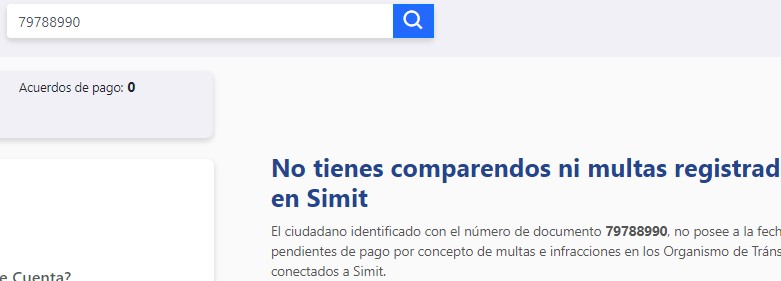 79788990
Acuerdos de pago: 0
No tienes comparendos ni multas registrad
en Simit
El ciudadano identificado con el número de documento 79788990, no posee a la fech
pendientes de pago por concepto de multas e infracciones en los Organismo de Tráns
conectados a Simit.
e Cuenta?